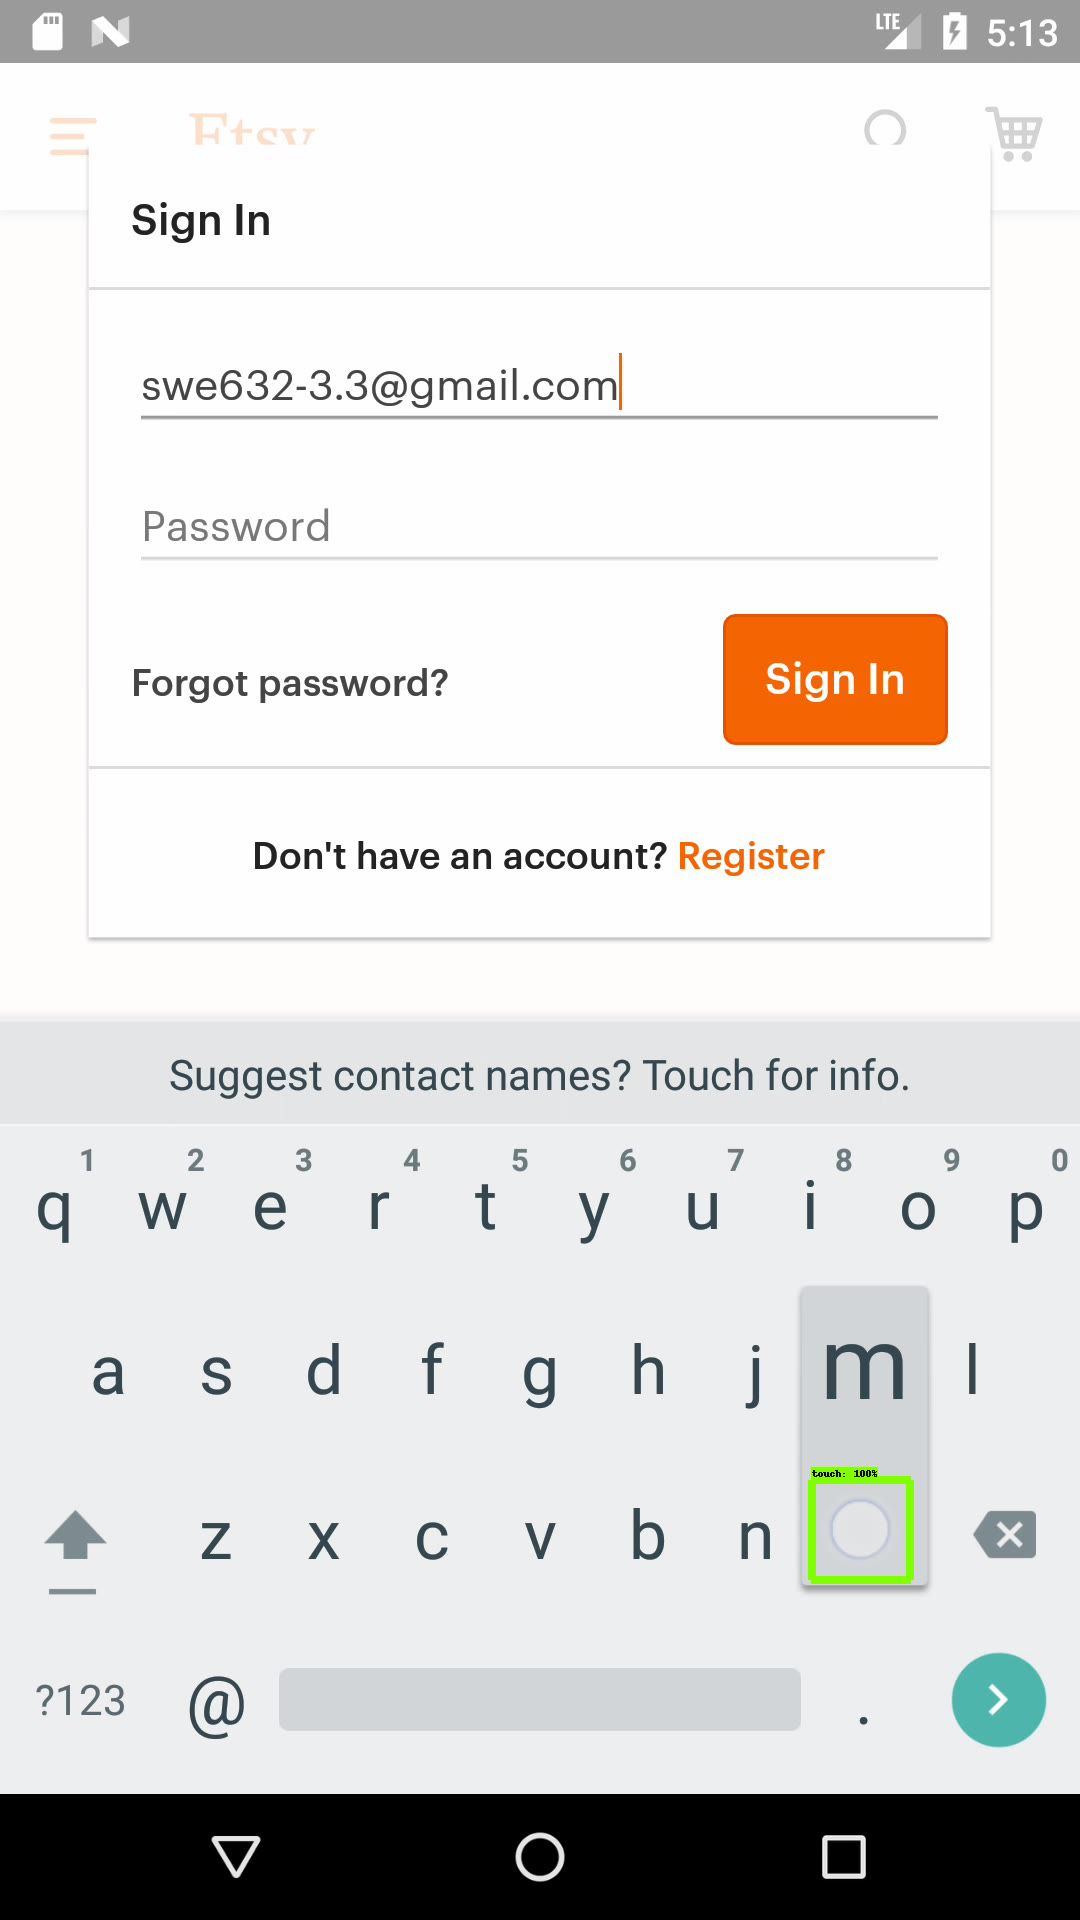 LTE 5:13
Etsy
Sign In
swe632-3.3@gmail.com
Password
Forgot password? Sign In
Don't have an account? Register
Suggest contact names? Touch for info.
1 2 3 4 5 6 7 8 9 0
q w e r t y u i o p
a s d f g h j m l
touch: 100%
z x c v b n
?123 @ .